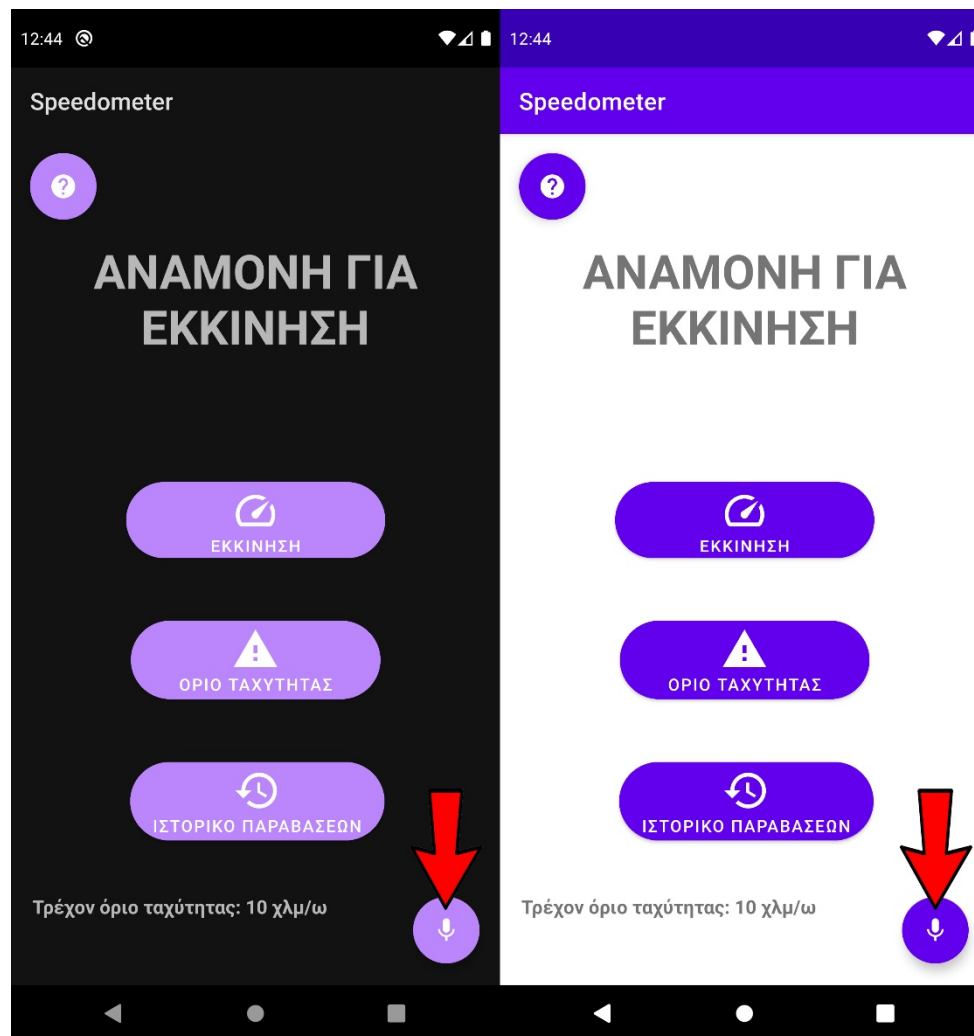 12:44
Speedometer
ΑΝΑΜΟΝΗ ΓΙΑ
ΕΚΚΙΝΗΣΗ
ΕΚΚΙΝΗΣΗ
ΟΡΙΟ ΤΑΧΥΤΗΤΑΣ
ΙΣΤΟΡΙΚΟ ΠΑΡΑΒΑΣΕΩΝ
Τρέχον όριο ταχύτητας: 10 χλμ/ω
12:44
Speedometer
ΑΝΑΜΟΝΗ ΓΙΑ
ΕΚΚΙΝΗΣΗ
ΕΚΚΙΝΗΣΗ
ΟΡΙΟ ΤΑΧΥΤΗΤΑΣ
ΙΣΤΟΡΙΚΟ ΠΑΡΑΒΑΣΕΩΝ
Τρέχον όριο ταχύτητας: 10 χλμ/ω